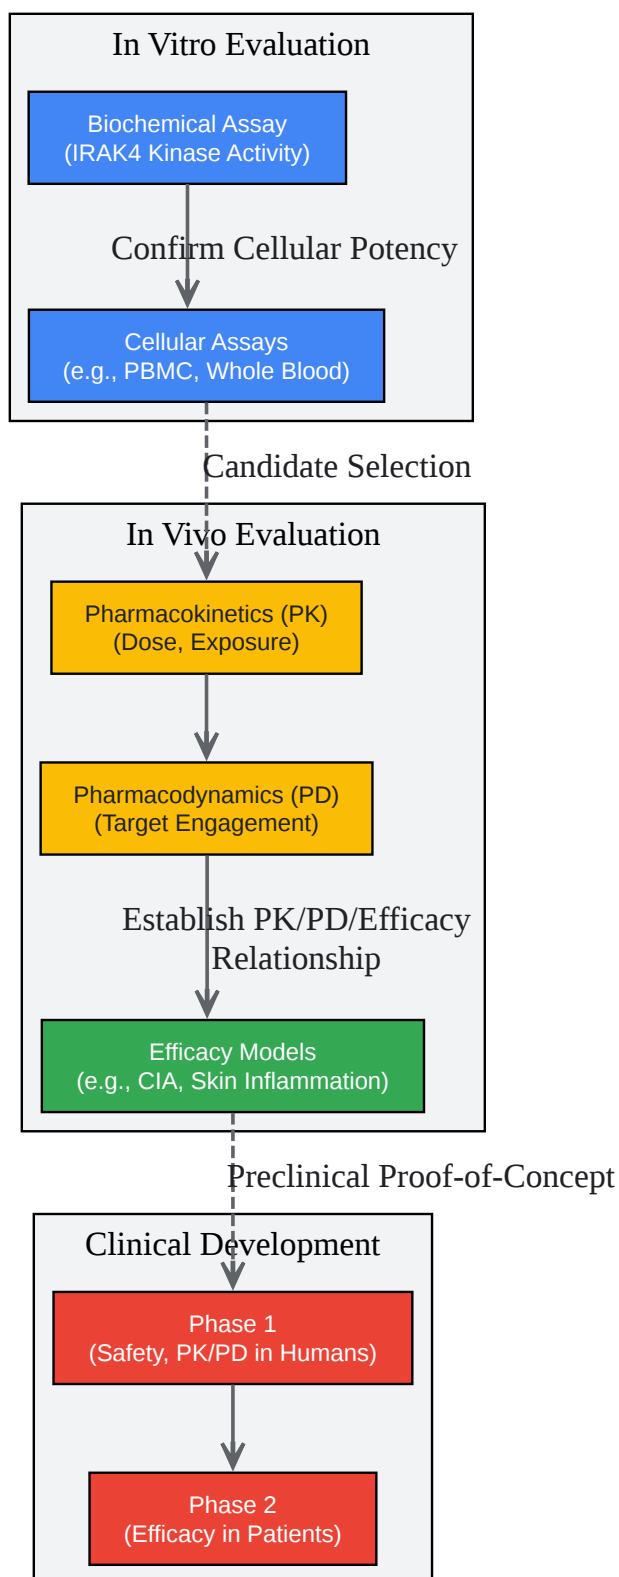 In Vitro Evaluation
Biochemical Assay
(IRAK4 Kinase Activity)
Confirm Cellular Potency
Cellular Assays
(e.g., PBMC, Whole Blood)
Candidate Selection
In Vivo Evaluation
Pharmacokinetics (PK)
(Dose, Exposure)
Pharmacodynamics (PD)
(Target Engagement)
Establish PK/PD/Efficacy
Relationship
Efficacy Models
(e.g., CIA, Skin Inflammation)
Preclinical Proof-of-Concept
Clinical Development
Phase 1
(Safety, PK/PD in Humans)
Phase 2
(Efficacy in Patients)